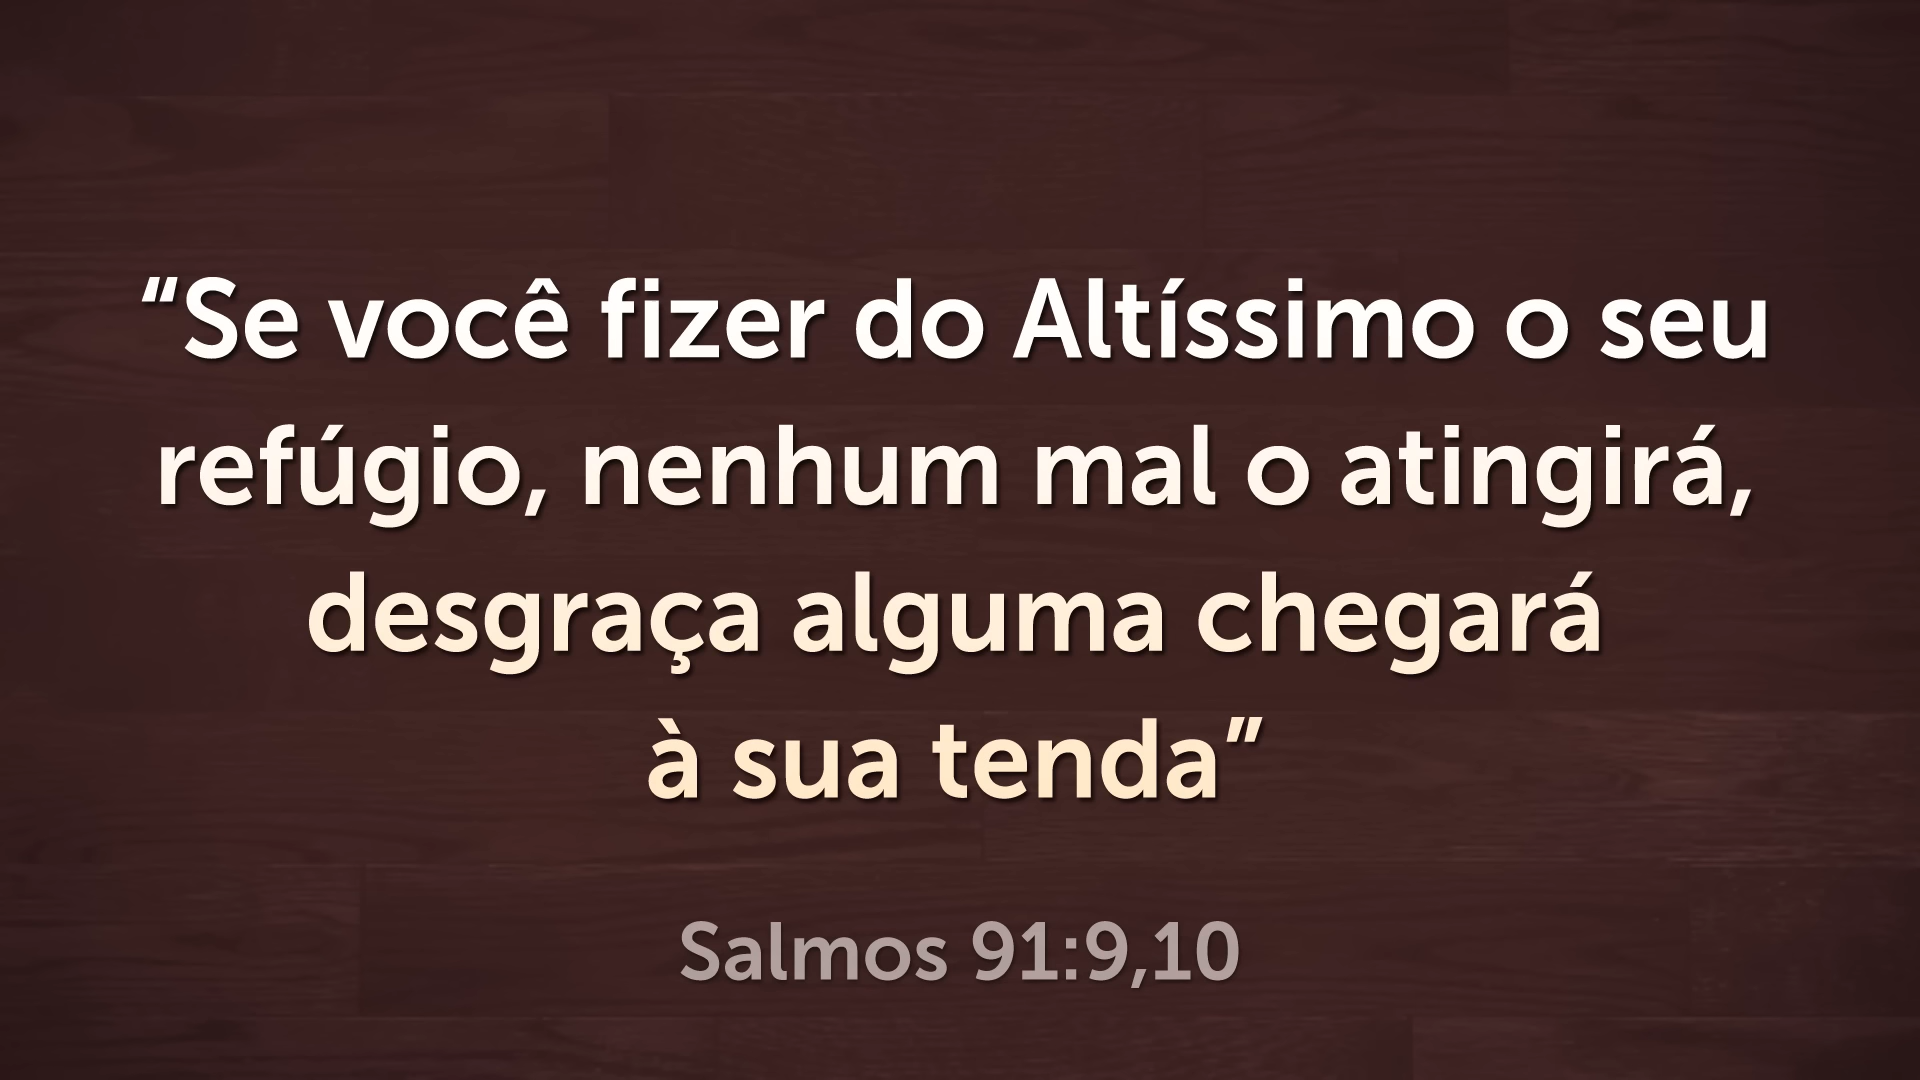 “Se você fizer do Altíssimo o seu
refúgio, nenhum mal o atingirá,
desgraça alguma chegará
à sua tenda”
Salmos 91:9,10